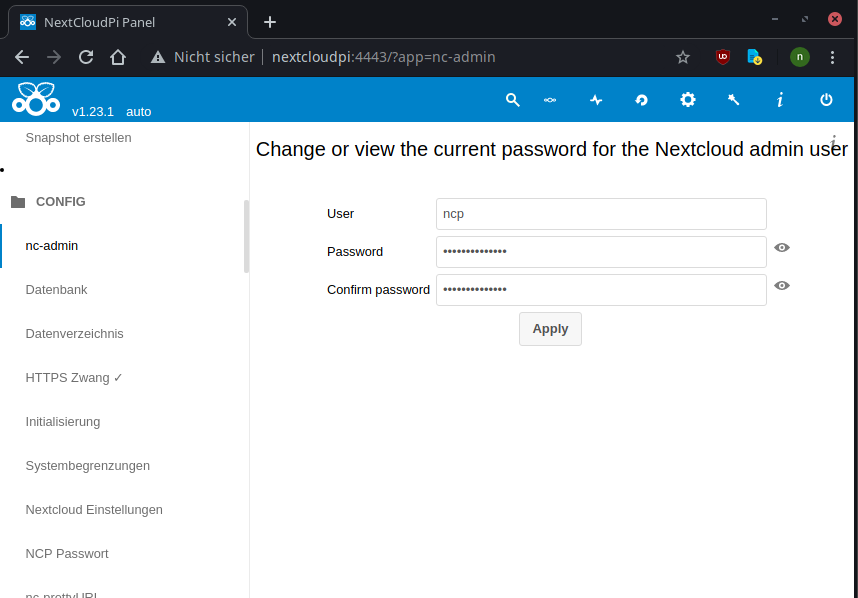 NextCloudPi Panel
Nicht sicher nextcloudpi:4443/?app=nc-admin
n
v1.23.1 auto
Snapshot erstellen
Change or view the current password for the Nextcloud admin user
CONFIG
User ncp
nc-admin
Password ••••••••••••••
Datenbank
Confirm password ••••••••••••••
Apply
Datenverzeichnis
HTTPS Zwang ✓
Initialisierung
Systembegrenzungen
Nextcloud Einstellungen
NCP Passwort
nc-prettyURL